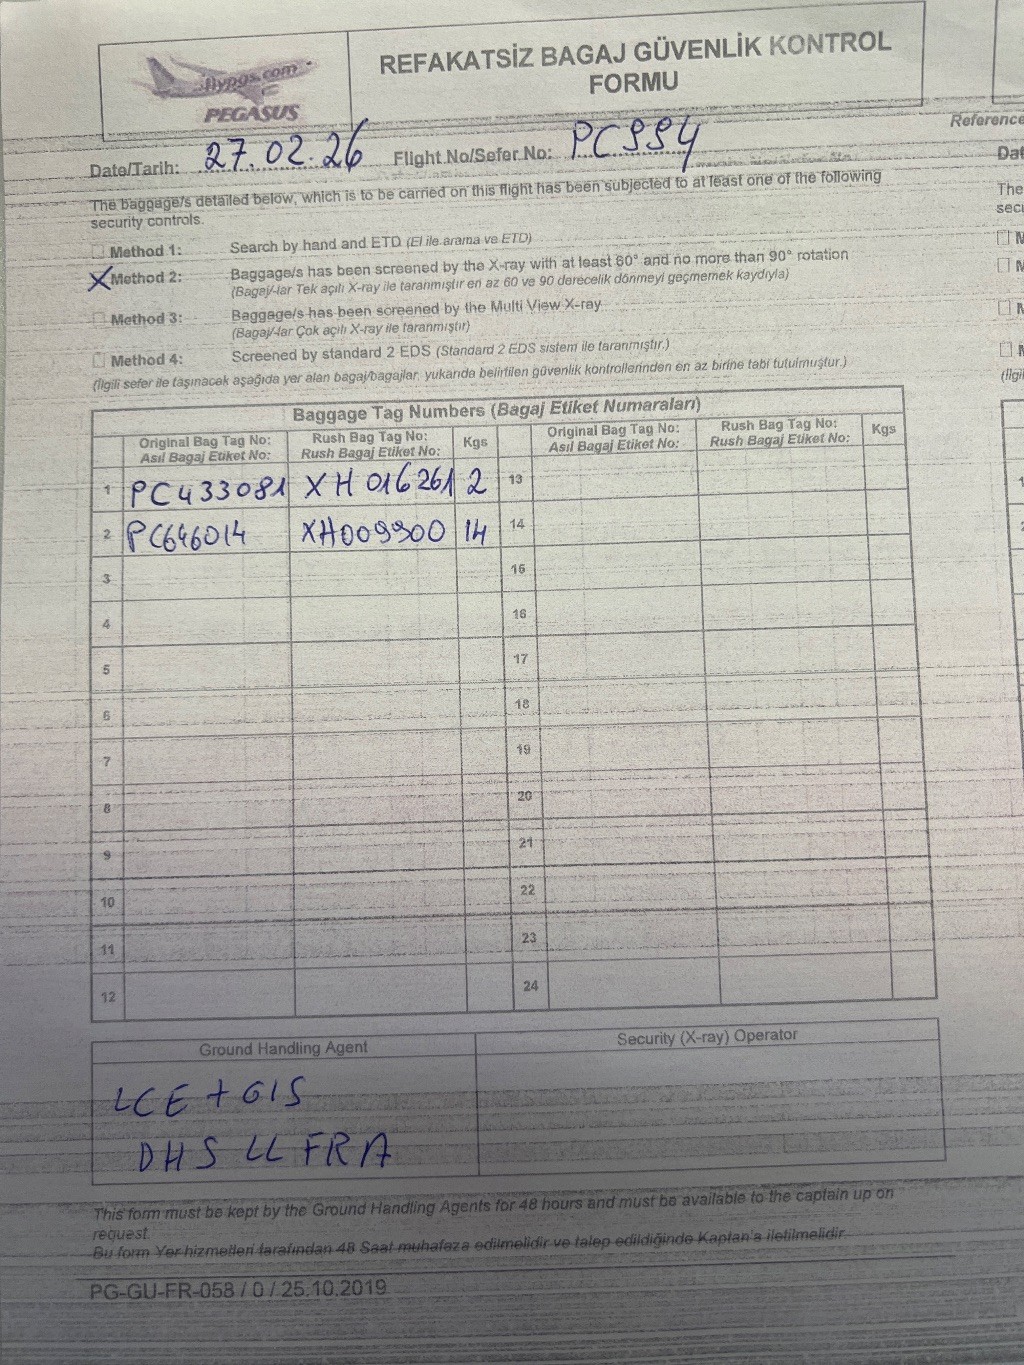 flypgs.com
PEGASUS
REFAKATSİZ BAGAJ GÜVENLİK KONTROL
FORMU
Reference
Date/Tarih: 27.02.26 Flight.No/Sefer.No: PC994
Dat
The baggage/s detailed below, which is to be carried on this flight has been subjected to at least one of the following
security controls.
The
secu
Method 1: Search by hand and ETD (El ile arama ve ETD)
X Method 2: Baggage/s has been screened by the X-ray with at least 60° and no more than 90° rotation
(Bagaj/-lar Tek açılı X-ray ile taranmıştır en az 60 ve 90 derecelik dönmeyi geçmemek kaydıyla)
Method 3: Baggage/s has been screened by the Multi View X-ray
(Bagaj/-lar Çok açılı X-ray ile taranmıştır)
Method 4: Screened by standard 2 EDS (Standard 2 EDS sistem ile taranmıştır.)
(İlgili sefer ile taşınacak aşağıda yer alan bagaj/bagajlar, yukarıda belirtilen güvenlik kontrollerinden en az birine tabi tutulmuştur.)
Baggage Tag Numbers (Bagaj Etiket Numaraları)
Original Bag Tag No: Rush Bag Tag No: Kgs Original Bag Tag No: Rush Bag Tag No: Kgs
Asıl Bagaj Etiket No: Rush Bagaj Etiket No: Asıl Bagaj Etiket No: Rush Bagaj Etiket No:
1 PC433081 XH016261 2 13
2 PC646014 XH009900 14 14
3 15
4 16
5 17
6 18
7 19
8 20
9 21
10 22
11 23
12 24
Ground Handling Agent Security (X-ray) Operator
LCE + GIS
DHS LL FRA
This form must be kept by the Ground Handling Agents for 48 hours and must be available to the captain up on
request.
Bu form Yer hizmetleri tarafından 48 Saat muhafaza edilmelidir ve talep edildiğinde Kaptan'a iletilmelidir.
PG-GU-FR-058 / 0 / 25.10.2019